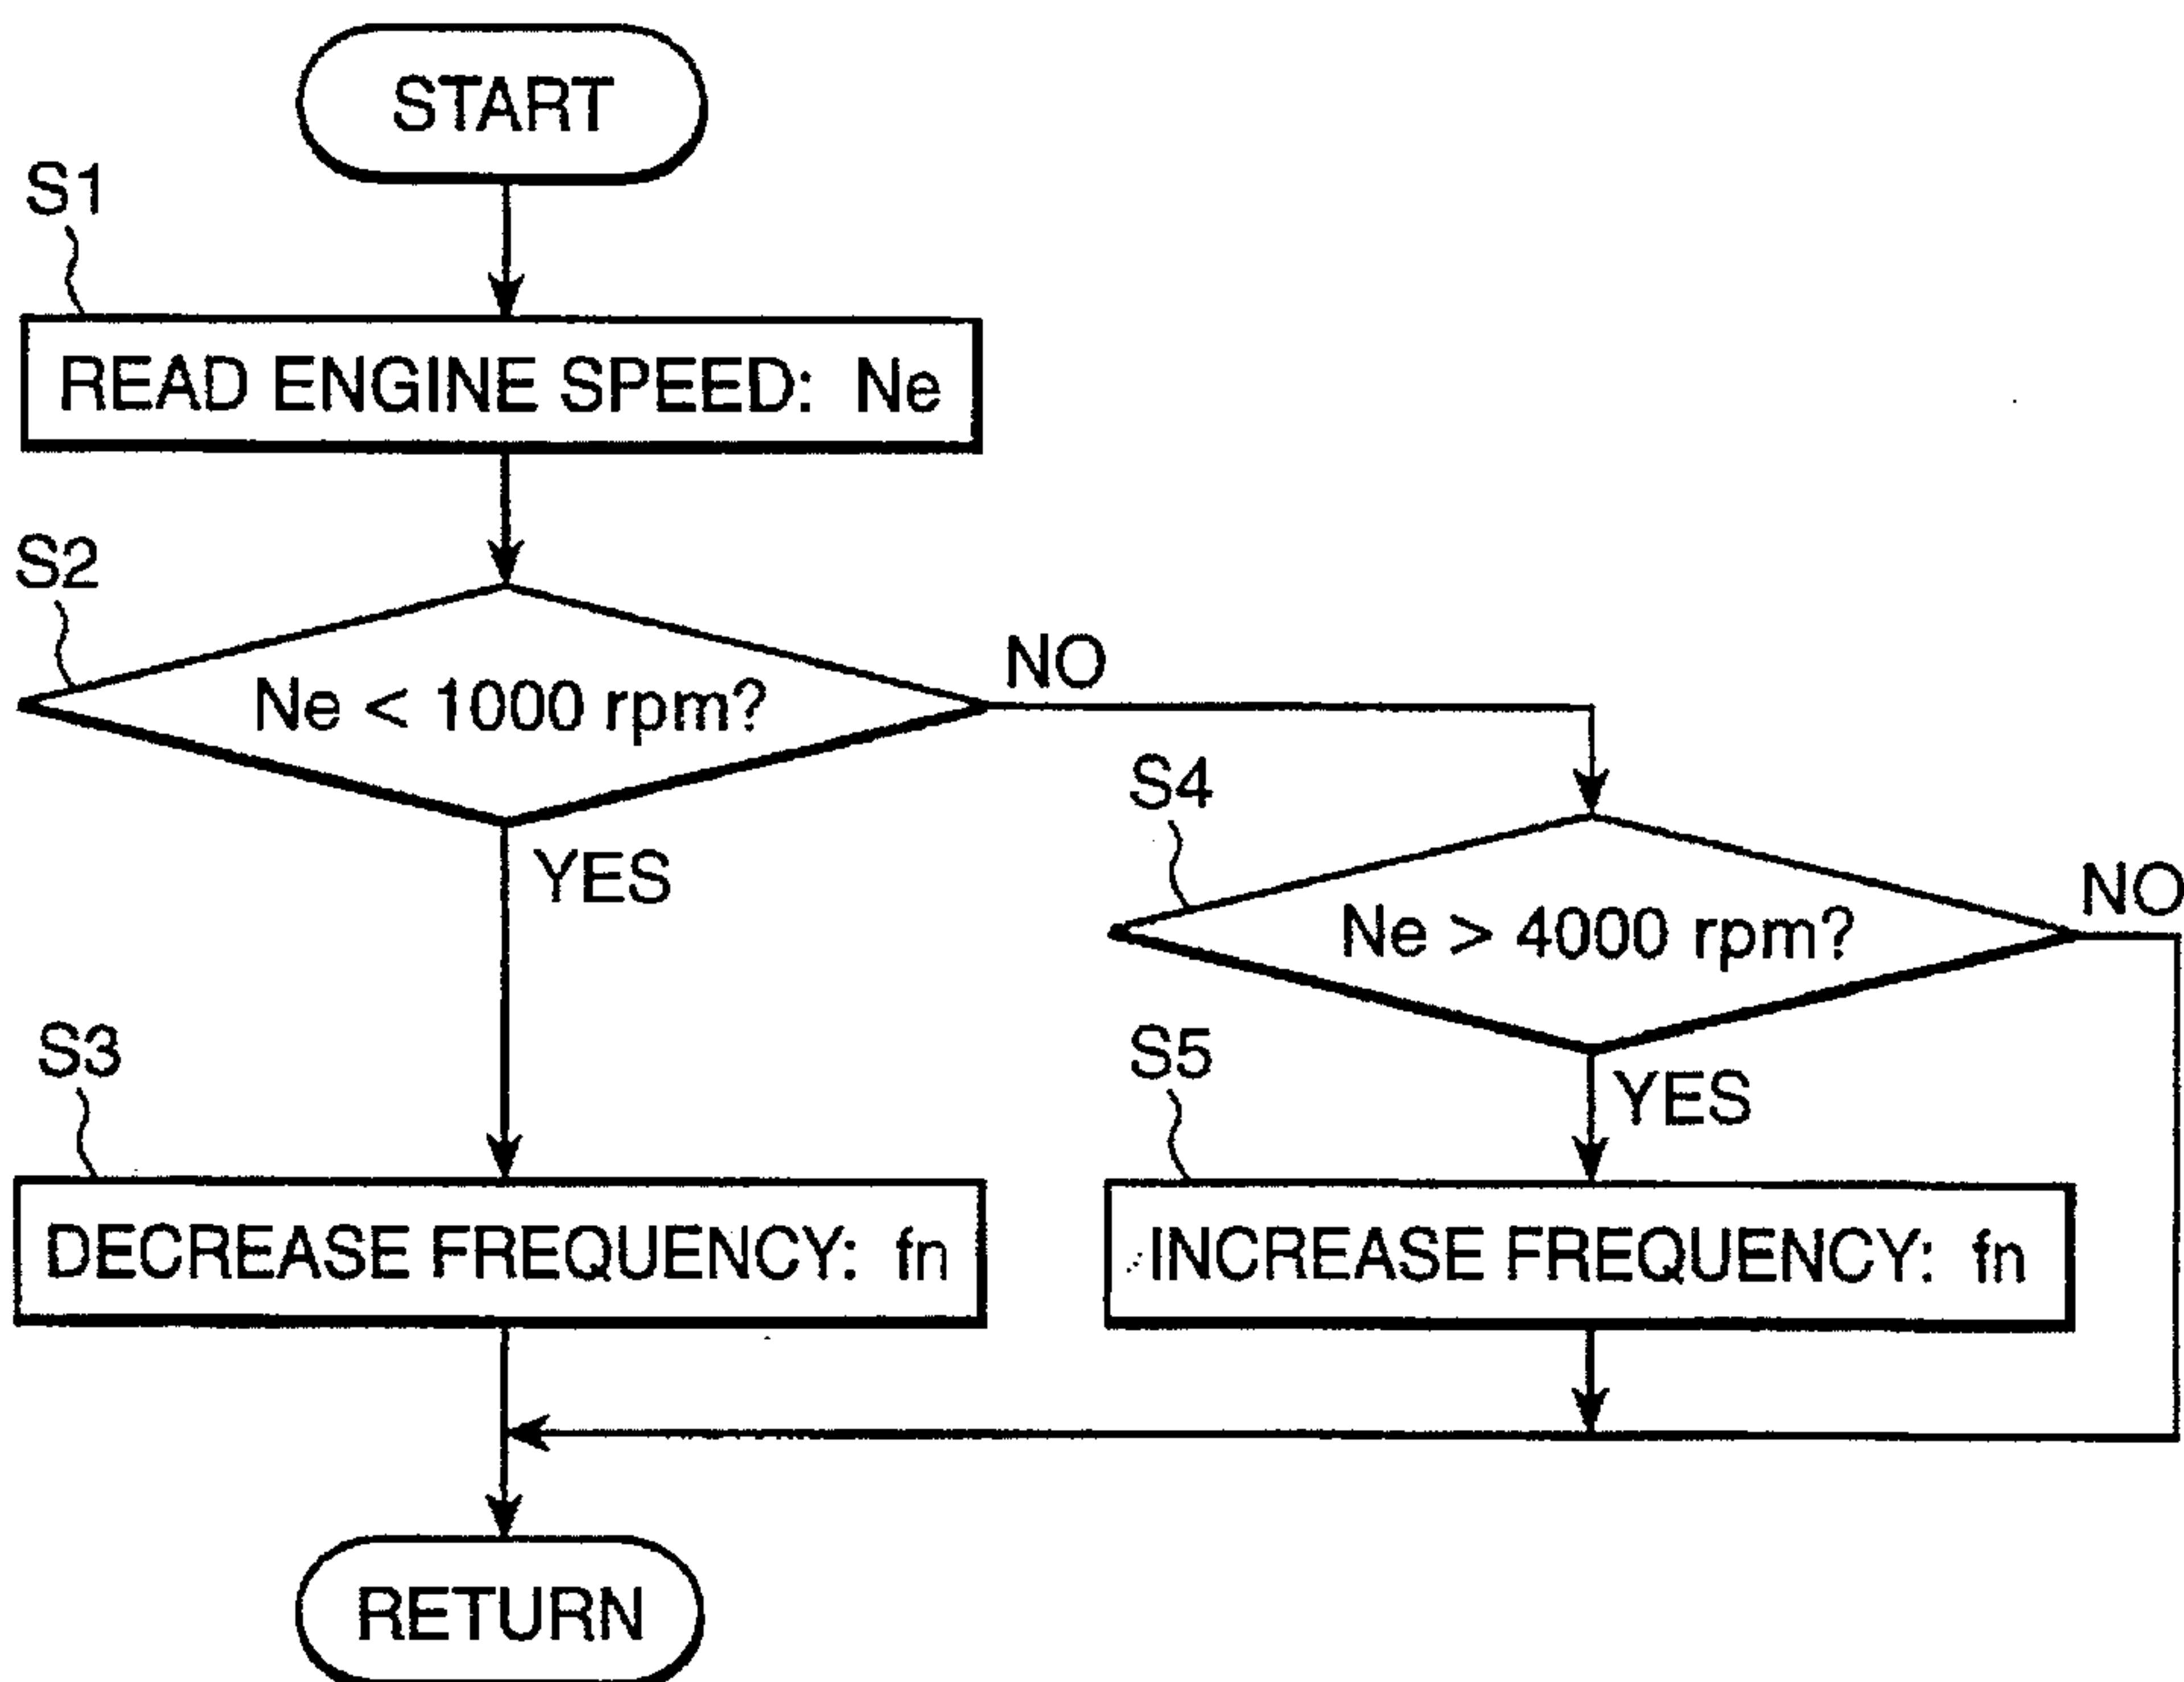 START
S1
READ ENGINE SPEED: Ne
S2
Ne < 1000 rpm?
NO
YES
S4
Ne > 4000 rpm?
NO
YES
S3
DECREASE FREQUENCY: fn
S5
INCREASE FREQUENCY: fn
RETURN